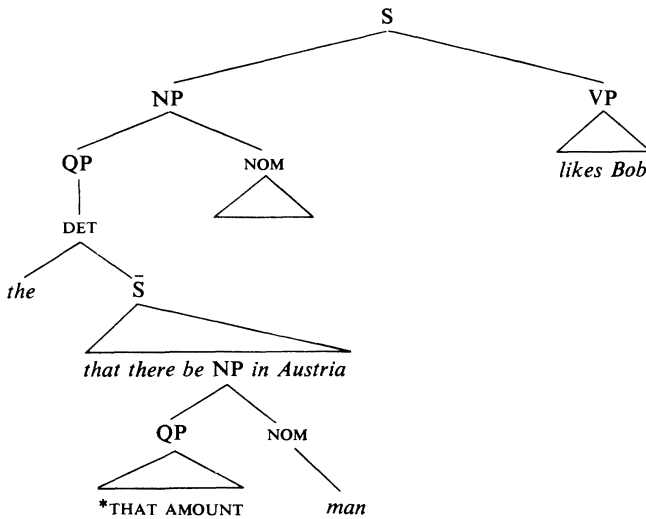 S
NP VP
QP NOM likes Bob
DET
the S̄
that there be NP in Austria
QP NOM
*THAT AMOUNT man